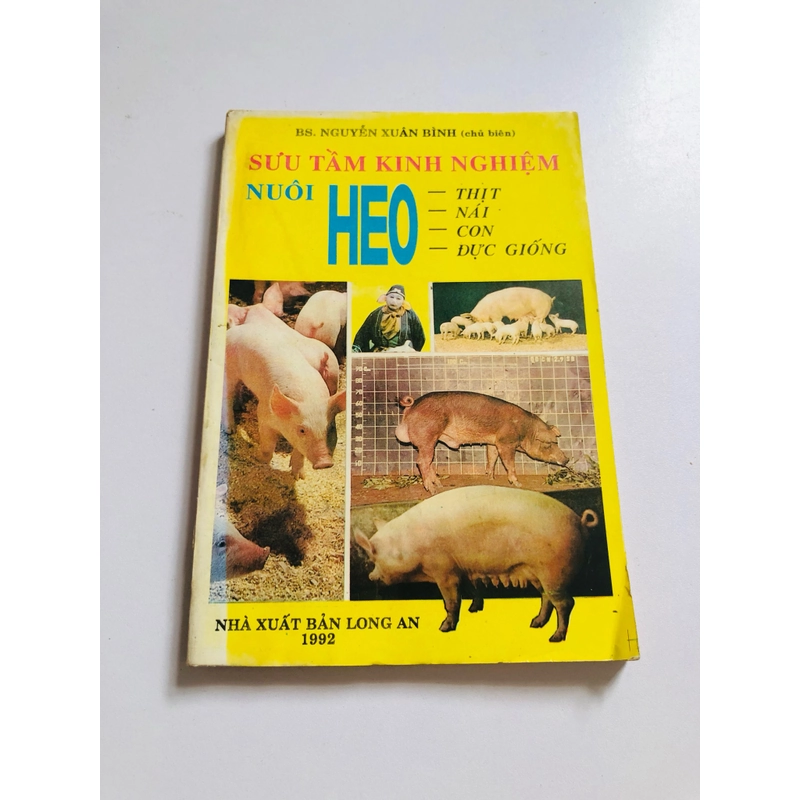 BS. NGUYỄN XUÂN BÌNH (chủ biên)
SƯU TẦM KINH NGHIỆM
NUÔI HEO
— THỊT
— NÁI
— CON
— ĐỰC GIỐNG
NHÀ XUẤT BẢN LONG AN
1992